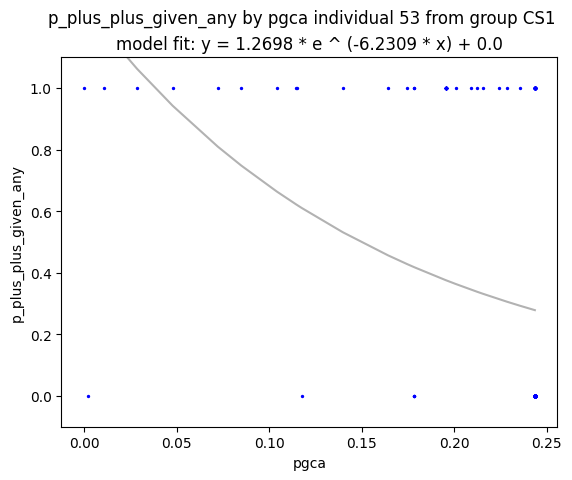 p_plus_plus_given_any by pgca individual 53 from group CS1
model fit: y = 1.2698 * e ^ (-6.2309 * x) + 0.0
1.0
0.8
0.6
0.4
0.2
0.0
p_plus_plus_given_any
0.00 0.05 0.10 0.15 0.20 0.25
pgca